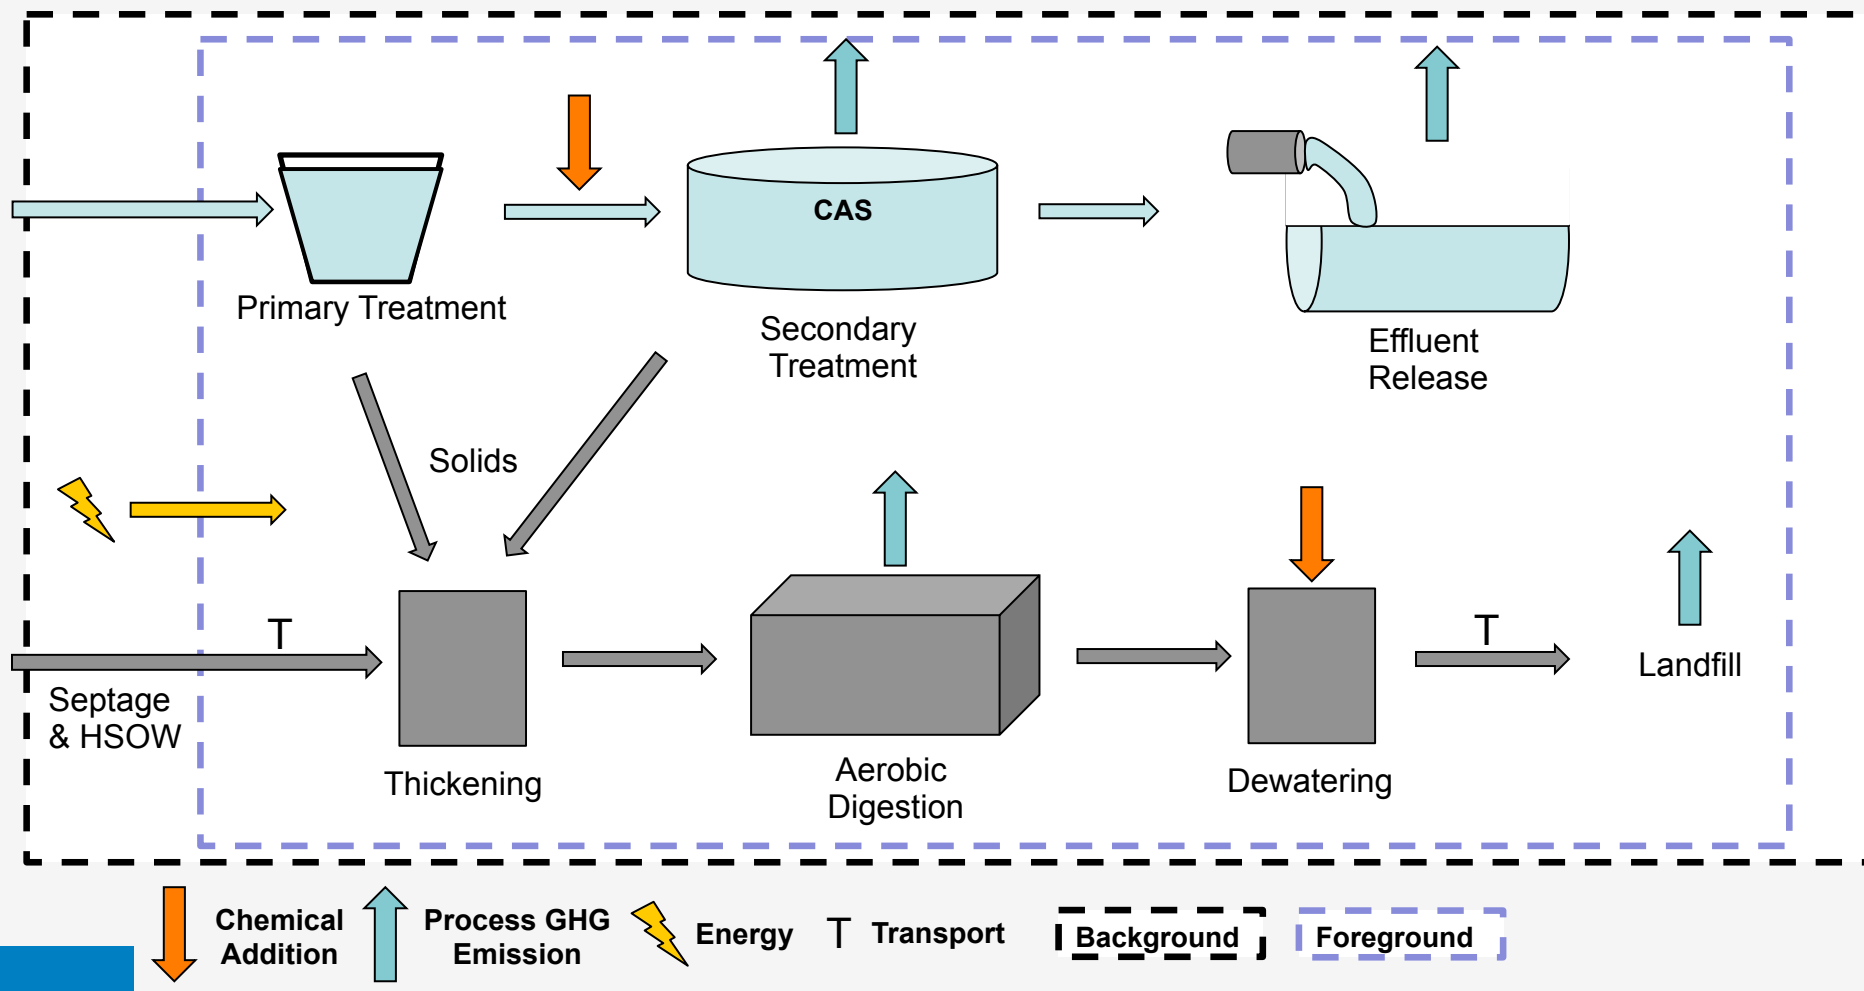 CAS
Primary Treatment
Secondary
Treatment
Effluent
Release
Solids
T
Septage
& HSOW
Thickening
Aerobic
Digestion
Dewatering
T
Landfill
Chemical
Addition
Process GHG
Emission
Energy
T Transport
Background
Foreground